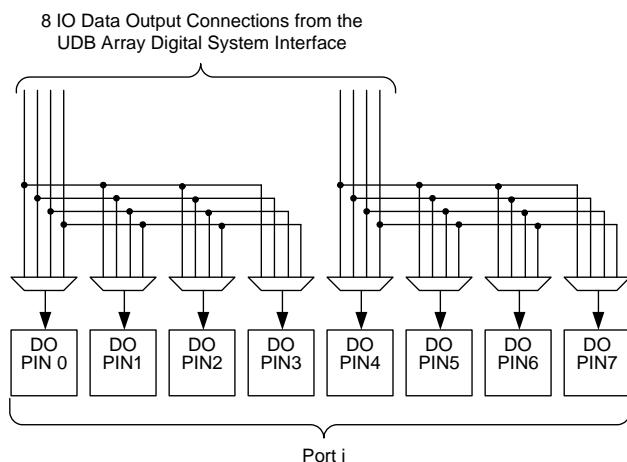 8 IO Data Output Connections from the
UDB Array Digital System Interface
DO
PIN 0
DO
PIN1
DO
PIN2
DO
PIN3
DO
PIN4
DO
PIN5
DO
PIN6
DO
PIN7
Port i